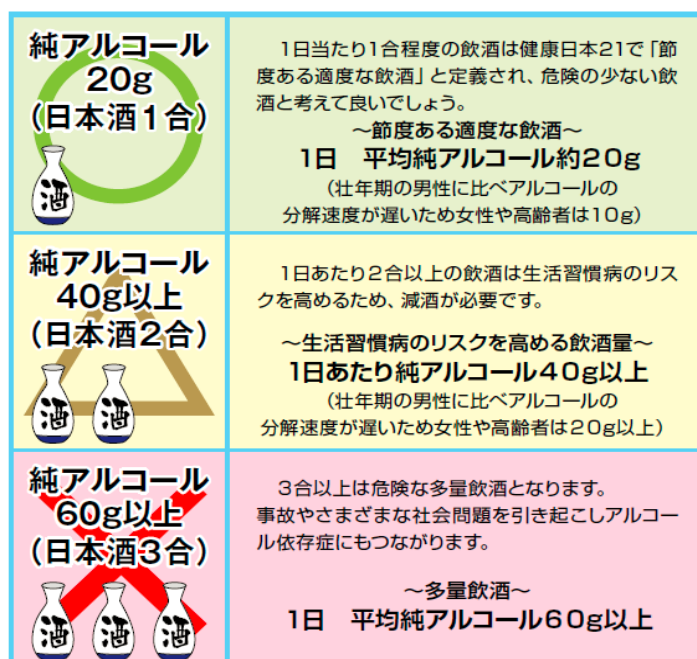 純アルコール
20g
(日本酒１合)
酒
1日当たり1合程度の飲酒は健康日本21で「節
度ある適度な飲酒」と定義され、危険の少ない飲
酒と考えて良いでしょう。
～節度ある適度な飲酒～
1日　平均純アルコール約20g
(壮年期の男性に比べアルコールの
分解速度が遅いため女性や高齢者は10g)
純アルコール
40g以上
(日本酒2合)
酒 酒
1日あたり2合以上の飲酒は生活習慣病のリス
クを高めるため、減酒が必要です。
～生活習慣病のリスクを高める飲酒量～
1日あたり純アルコール40g以上
(壮年期の男性に比べアルコールの
分解速度が遅いため女性や高齢者は20g以上)
純アルコール
60g以上
(日本酒3合)
酒 酒 酒
3合以上は危険な多量飲酒となります。
事故やさまざまな社会問題を引き起こしアルコー
ル依存症にもつながります。
～多量飲酒～
1日　平均純アルコール60g以上